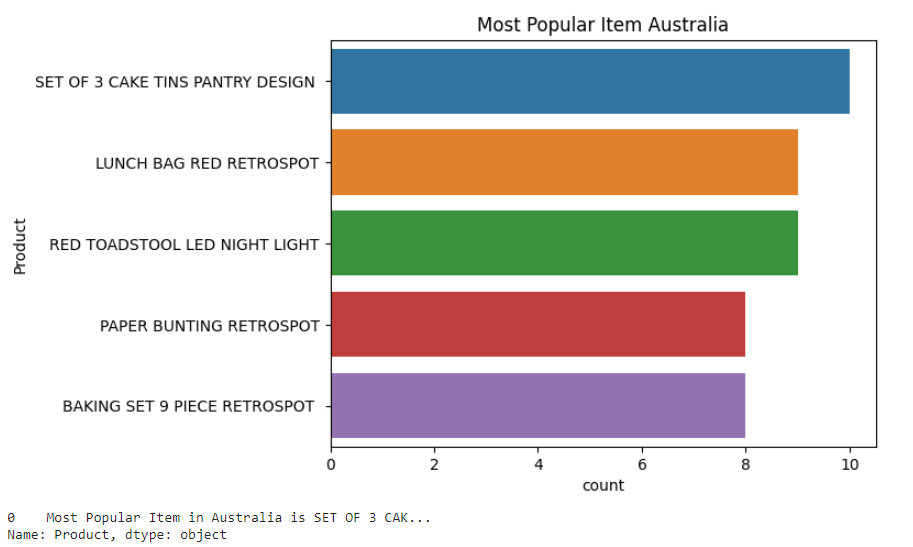 Most Popular Item Australia
SET OF 3 CAKE TINS PANTRY DESIGN
LUNCH BAG RED RETROSPOT
RED TOADSTOOL LED NIGHT LIGHT
PAPER BUNTING RETROSPOT
BAKING SET 9 PIECE RETROSPOT
Product
0 2 4 6 8 10
count
0    Most Popular Item in Australia is SET OF 3 CAK...
Name: Product, dtype: object